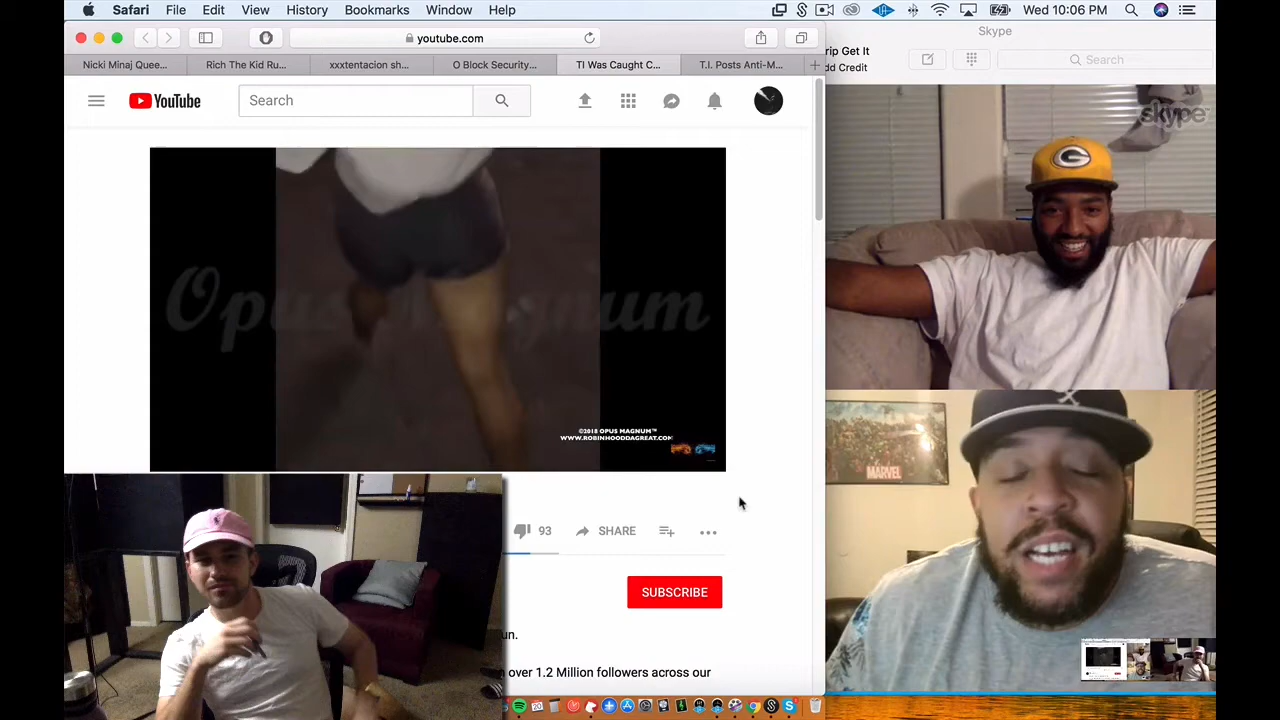 Safari File Edit View History Bookmarks Window Help
Wed 10:06 PM
youtube.com
Skype
rip Get It
dd Credit
Search
Nicki Minaj Quee...
Rich The Kid Ex...
xxxtentacion sh...
O Block Security...
TI Was Caught C...
T.I. Posts Anti-M...
YouTube
Search
skype
G
Opus Magnum
©2018 OPUS MAGNUM™
WWW.ROBINHOODDAGREAT.COM
MARVEL
93 SHARE
SUBSCRIBE
un.
n over 1.2 Million followers across our